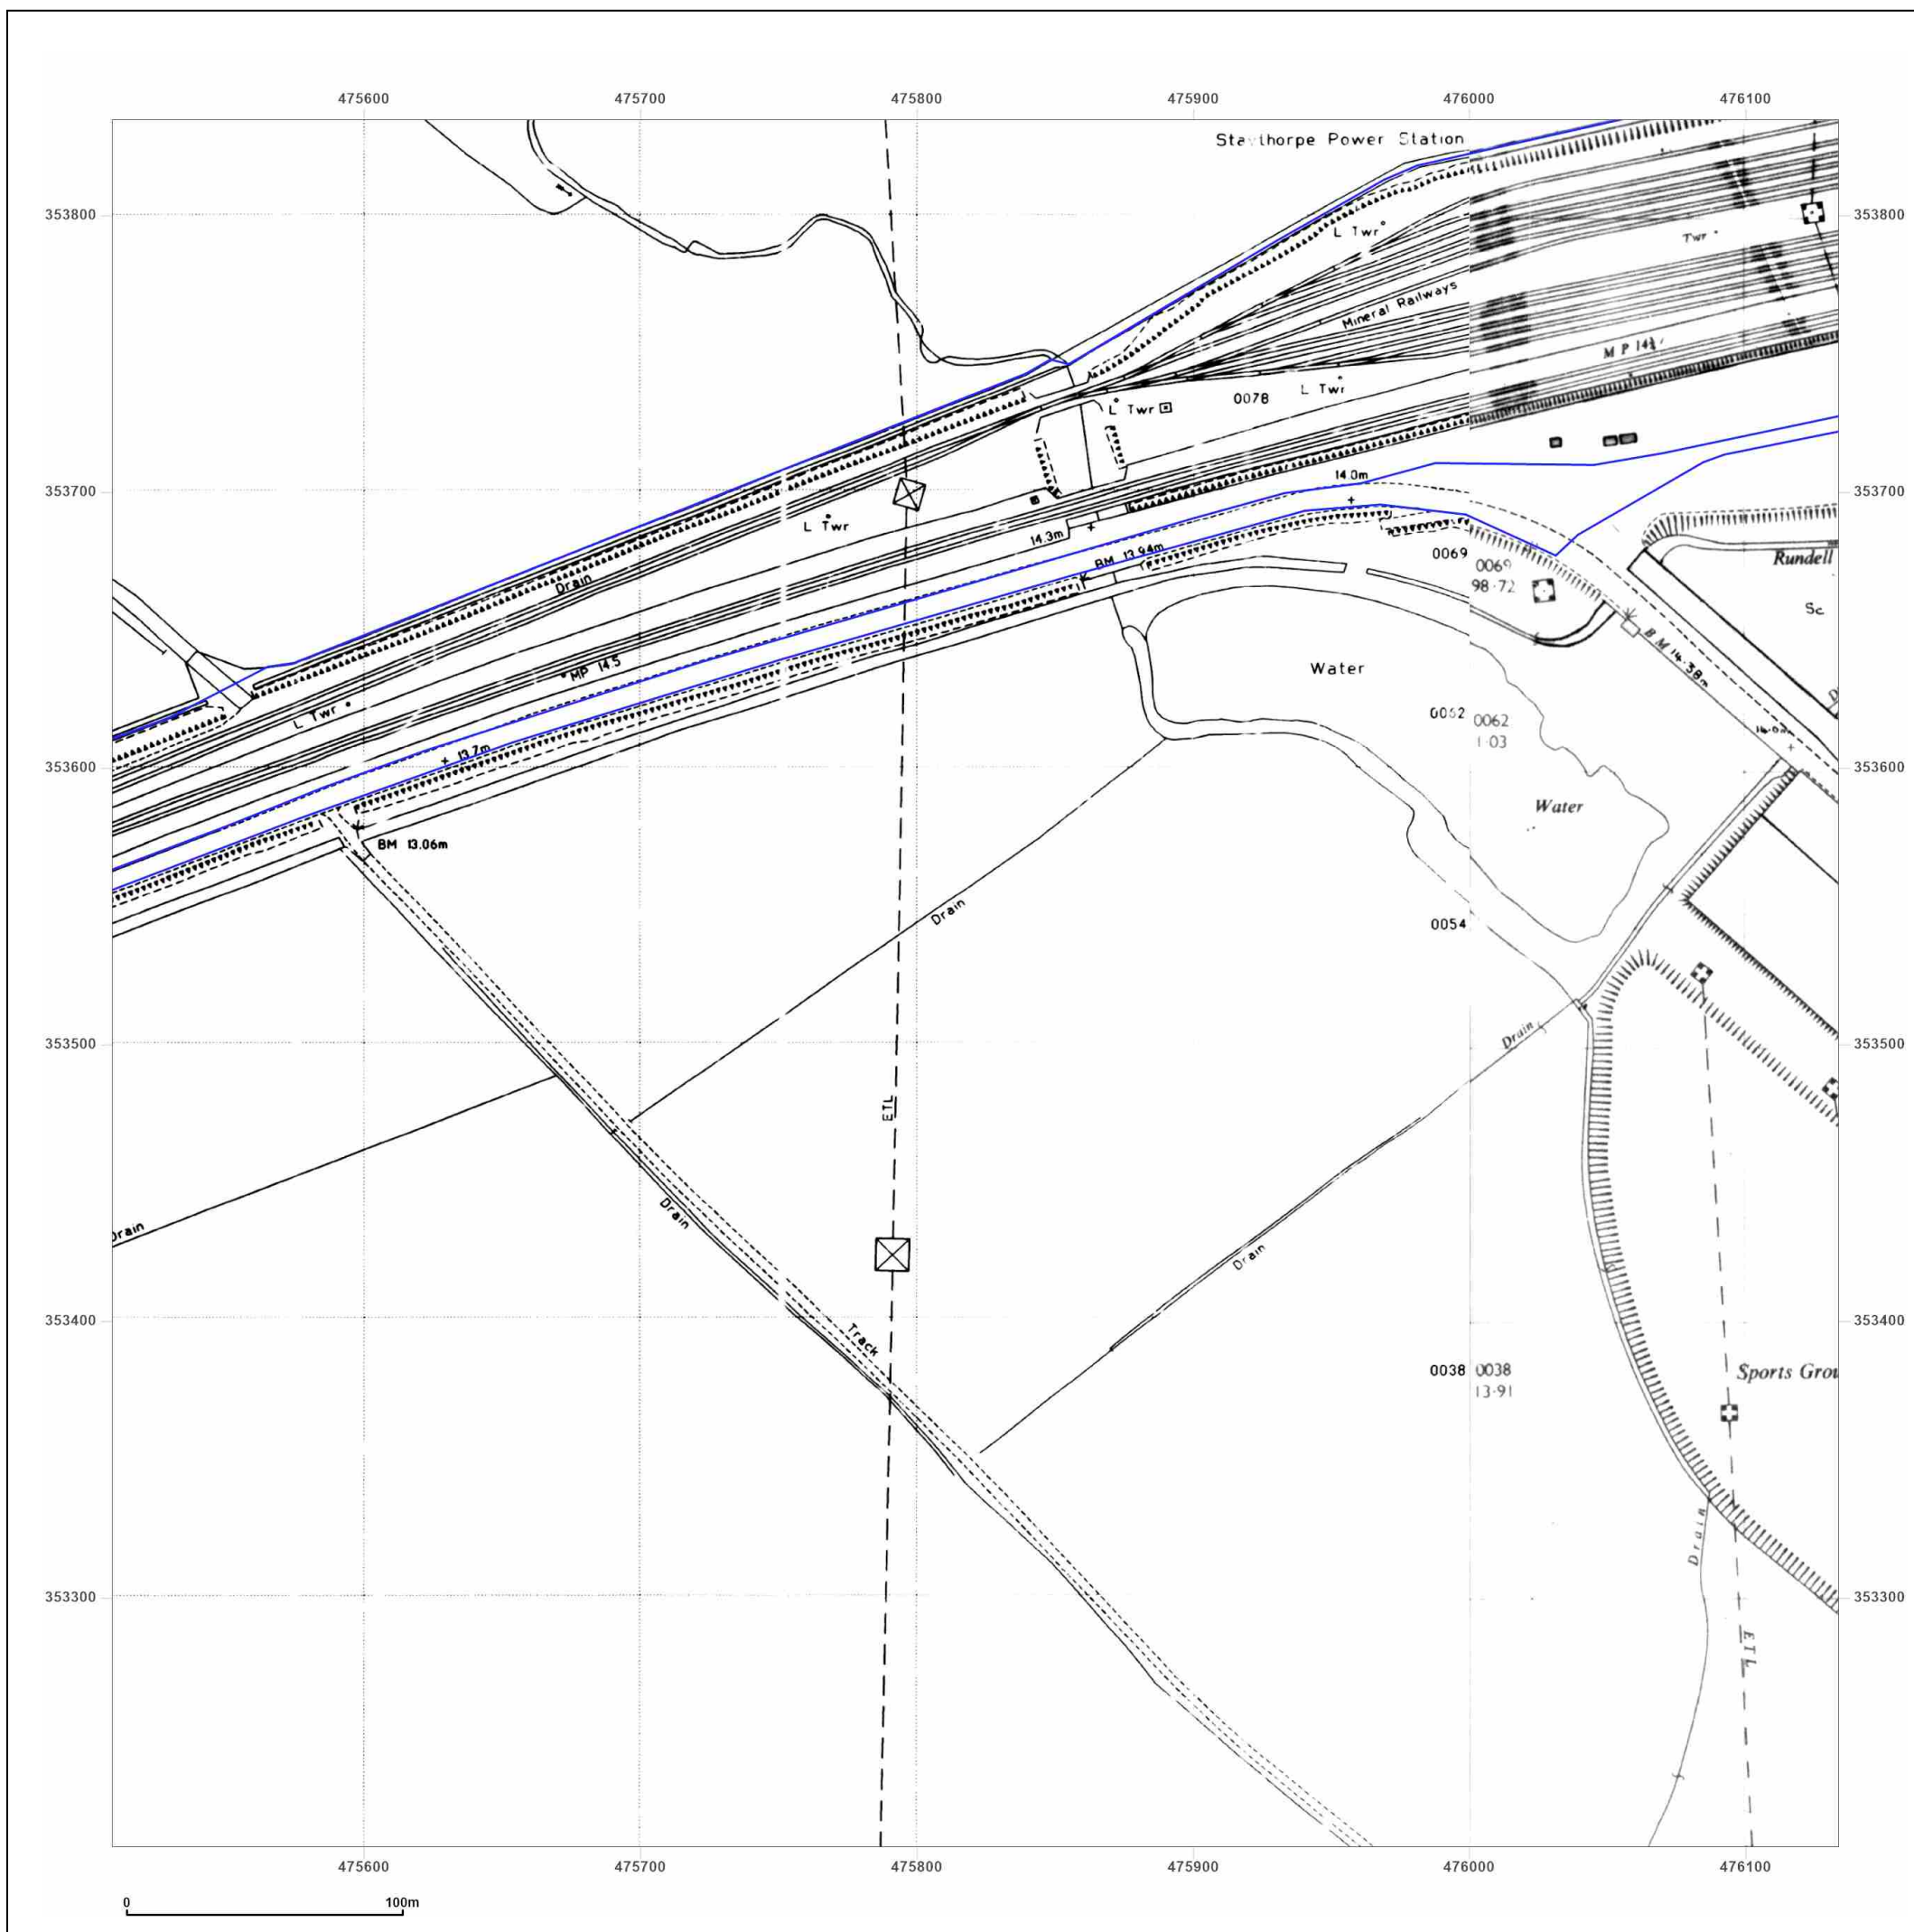 475600 475700 475800 475900 476000 476100
Staythorpe Power Station
353800 353800
L Twr
Twr
Mineral Railways
M P 14¾
L Twr
0078
L Twr
353700 353700
14.0m
L Twr
14.3m
BM 13.94m
0069
0069
98·72
Rundell
Drain
Sc
MP 14.5
Water
BM 14·38m
L Twr
0062
0062
1·03
13.7m
353600 353600
Water
BM 13.06m
Drain
0054
Drain
353500 353500
ETL
Drain
Drain
Drain
353400 353400
Track
0038 0038
13·91
Sports Grou
Drain
353300 353300
ETL
475600 475700 475800 475900 476000 476100
0 100m